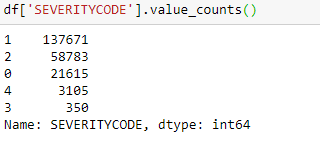 df['SEVERITYCODE'].value_counts()
1    137671
2     58783
0     21615
4      3105
3       350
Name: SEVERITYCODE, dtype: int64